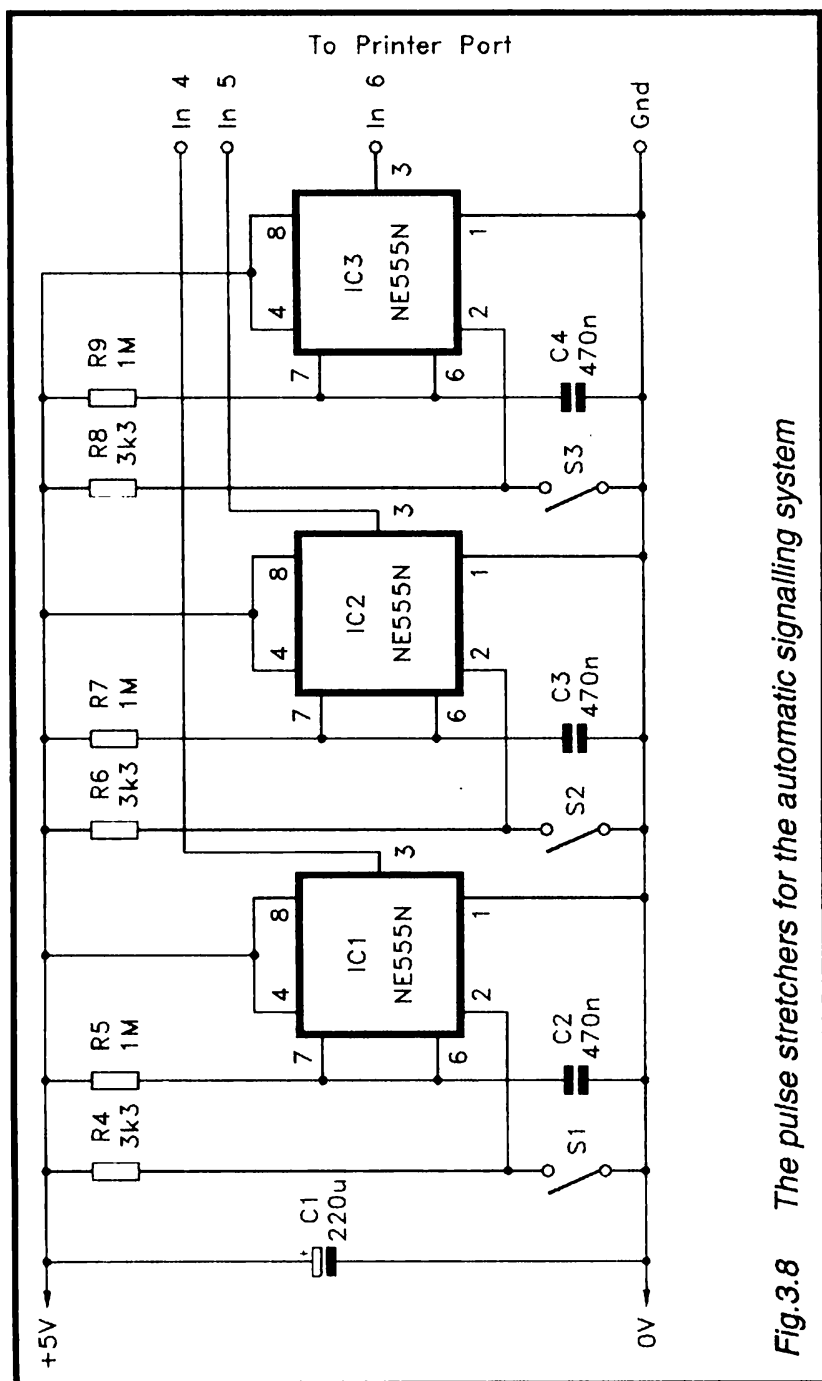 To Printer Port
In 4
In 5
In 6
Gnd
+5V
0V
C1
220u
R4
3k3
R5
1M
S1
C2
470n
7
6
4
8
2
1
3
IC1
NE555N
R6
3k3
R7
1M
S2
C3
470n
7
6
4
8
2
1
3
IC2
NE555N
R8
3k3
R9
1M
S3
C4
470n
7
6
4
8
2
1
3
IC3
NE555N
+
Fig.3.8 The pulse stretchers for the automatic signalling system